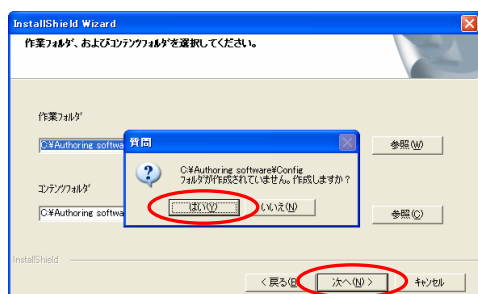 InstallShield Wizard
作業ﾌｫﾙﾀﾞ、およびｺﾝﾃﾝﾂﾌｫﾙﾀﾞを選択してください。
作業ﾌｫﾙﾀﾞ
C:¥Authoring softwa
参照(W)
質問
C:¥Authoring software¥Config
ﾌｫﾙﾀﾞが作成されていません。作成しますか？
はい(Y)
いいえ(N)
ｺﾝﾃﾝﾂﾌｫﾙﾀﾞ
C:¥Authoring softwa
参照(C)
InstallShield
< 戻る(B)
次へ(N) >
ｷｬﾝｾﾙ